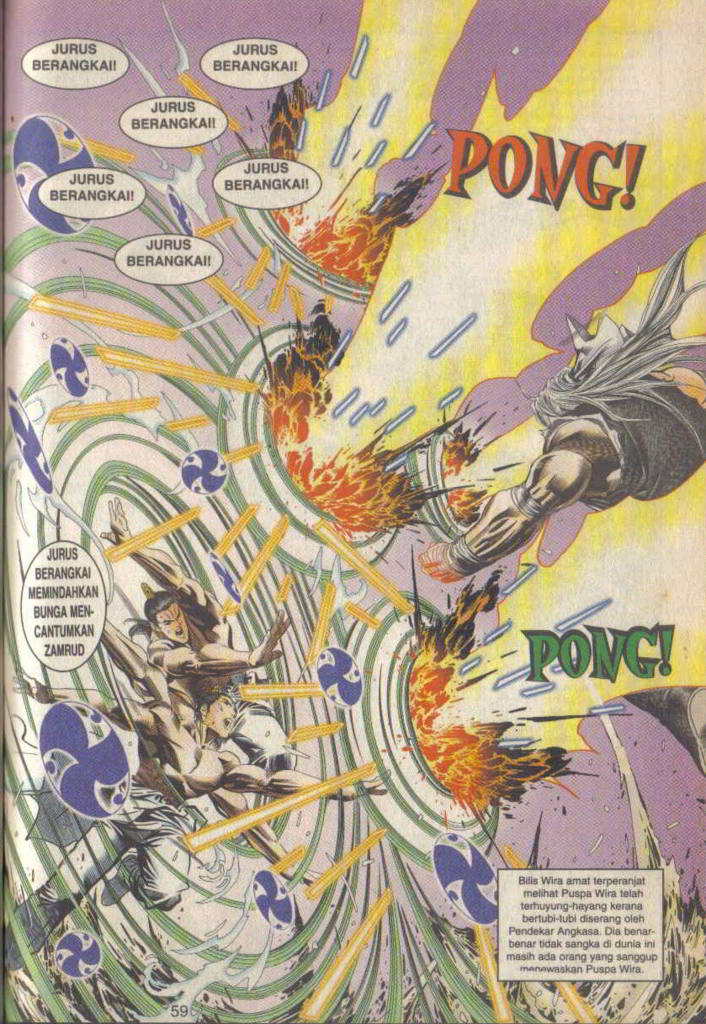 JURUS
BERANGKAI!
JURUS
BERANGKAI!
JURUS
BERANGKAI!
JURUS
BERANGKAI!
JURUS
BERANGKAI!
JURUS
BERANGKAI!
PONG!
JURUS
BERANGKAI
MEMINDAHKAN
BUNGA MEN-
CANTUMKAN
ZAMRUD
PONG!
Bilis Wira amat terperanjat
melihat Puspa Wira telah
terhuyung-hayang kerana
bertubi-tubi diserang oleh
Pendekar Angkasa. Dia benar-
benar tidak sangka di dunia ini
masih ada orang yang sanggup
menewaskan Puspa Wira.
59